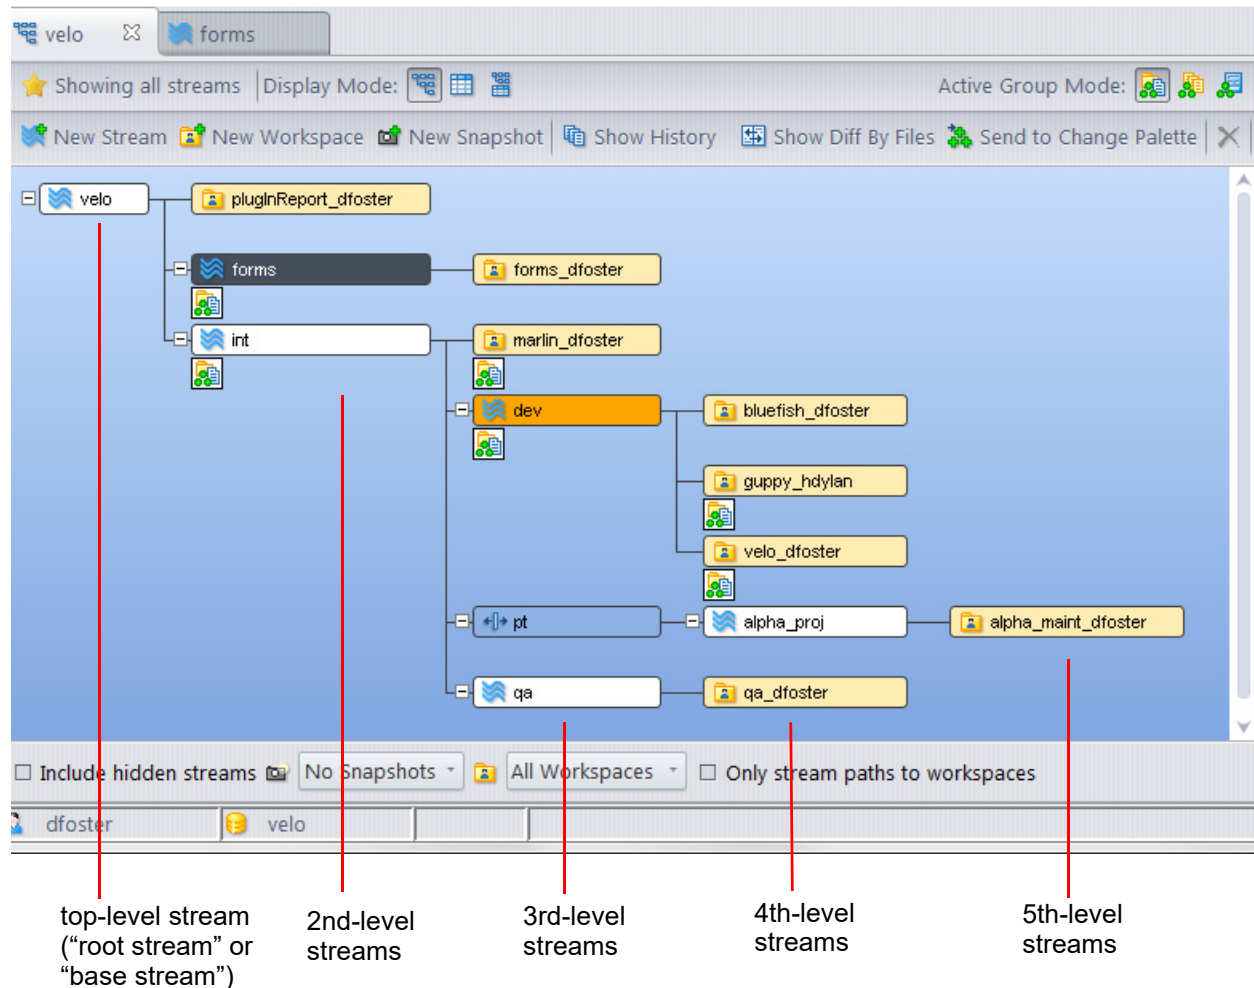 velo
forms
Showing all streams
Display Mode:
Active Group Mode:
New Stream
New Workspace
New Snapshot
Show History
Show Diff By Files
Send to Change Palette
velo
plugInReport_dfoster
forms
forms_dfoster
int
marlin_dfoster
dev
bluefish_dfoster
guppy_hdylan
velo_dfoster
pt
alpha_proj
alpha_maint_dfoster
qa
qa_dfoster
Include hidden streams
No Snapshots
All Workspaces
Only stream paths to workspaces
dfoster
velo
top-level stream
(“root stream” or
“base stream”)
2nd-level
streams
3rd-level
streams
4th-level
streams
5th-level
streams